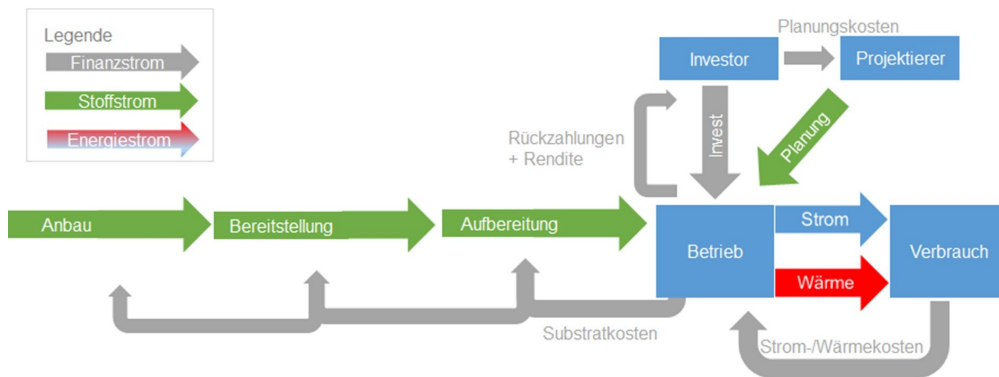 Legende
Finanzstrom
Stoffstrom
Energiestrom
Planungskosten
Investor
Projektierer
Rückzahlungen
+ Rendite
Invest
Planung
Anbau
Bereitstellung
Aufbereitung
Betrieb
Strom
Wärme
Verbrauch
Substratkosten
Strom-/Wärmekosten